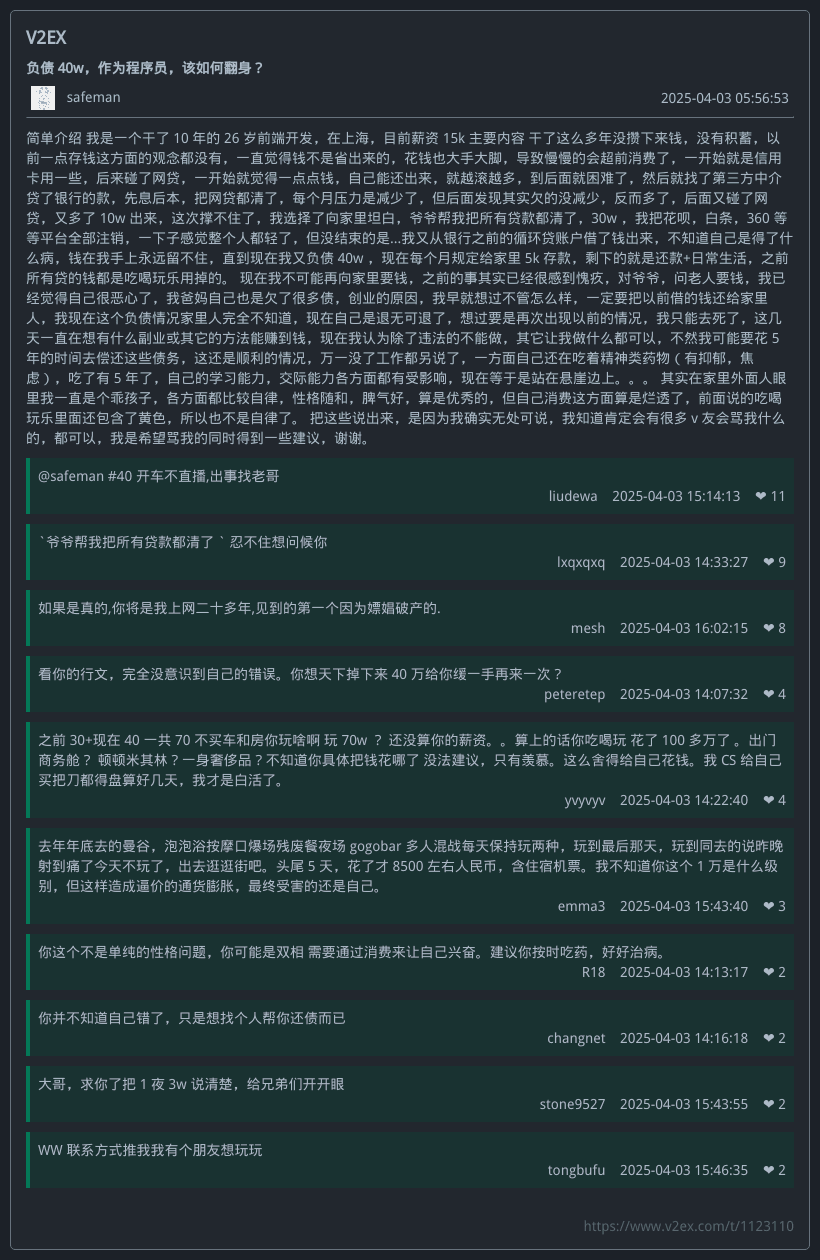 V2EX
负债 40w，作为程序员，该如何翻身？
safeman 2025-04-03 05:56:53
简单介绍 我是一个干了 10 年的 26 岁前端开发，在上海，目前薪资 15k 主要内容 干了这么多年没攒下来钱，没有积蓄，以
前一点存钱这方面的观念都没有，一直觉得钱不是省出来的，花钱也大手大脚，导致慢慢的会超前消费了，一开始就是信用
卡用一些，后来碰了网贷，一开始就觉得一点点钱，自己能还出来，就越滚越多，到后面就困难了，然后就找了第三方中介
贷了银行的款，先息后本，把网贷都清了，每个月压力是减少了，但后面发现其实欠的没减少，反而多了，后面又碰了网
贷，又多了 10w 出来，这次撑不住了，我选择了向家里坦白，爷爷帮我把所有贷款都清了，30w ，我把花呗，白条，360 等
等平台全部注销，一下子感觉整个人都轻了，但没结束的是...我又从银行之前的循环贷账户借了钱出来，不知道自己是得了什
么病，钱在我手上永远留不住，直到现在我又负债 40w ，现在每个月规定给家里 5k 存款，剩下的就是还款+日常生活，之前
所有贷的钱都是吃喝玩乐用掉的。 现在我不可能再向家里要钱，之前的事其实已经很感到愧疚，对爷爷，问老人要钱，我已
经觉得自己很恶心了，我爸妈自己也是欠了很多债，创业的原因，我早就想过不管怎么样，一定要把以前借的钱还给家里
人，我现在这个负债情况家里人完全不知道，现在自己是退无可退了，想过要是再次出现以前的情况，我只能去死了，这几
天一直在想有什么副业或其它的方法能赚到钱，现在我认为除了违法的不能做，其它让我做什么都可以，不然我可能要花 5
年的时间去偿还这些债务，这还是顺利的情况，万一没了工作都另说了，一方面自己还在吃着精神类药物（有抑郁，焦
虑），吃了有 5 年了，自己的学习能力，交际能力各方面都有受影响，现在等于是站在悬崖边上。。。 其实在家里外面人眼
里我一直是个乖孩子，各方面都比较自律，性格随和，脾气好，算是优秀的，但自己消费这方面算是烂透了，前面说的吃喝
玩乐里面还包含了黄色，所以也不是自律了。 把这些说出来，是因为我确实无处可说，我知道肯定会有很多 v 友会骂我什么
的，都可以，我是希望骂我的同时得到一些建议，谢谢。
@safeman #40 开车不直播,出事找老哥
liudewa 2025-04-03 15:14:13 ❤ 11
`爷爷帮我把所有贷款都清了 ` 忍不住想问候你
lxqxqxq 2025-04-03 14:33:27 ❤ 9
如果是真的,你将是我上网二十多年,见到的第一个因为嫖娼破产的.
mesh 2025-04-03 16:02:15 ❤ 8
看你的行文，完全没意识到自己的错误。你想天下掉下来 40 万给你缓一手再来一次？
peteretep 2025-04-03 14:07:32 ❤ 4
之前 30+现在 40 一共 70 不买车和房你玩啥啊 玩 70w ？ 还没算你的薪资。。算上的话你吃喝玩 花了 100 多万了 。出门
商务舱？ 顿顿米其林？一身奢侈品？不知道你具体把钱花哪了 没法建议，只有羡慕。这么舍得给自己花钱。我 CS 给自己
买把刀都得盘算好几天，我才是白活了。
yvyvyv 2025-04-03 14:22:40 ❤ 4
去年年底去的曼谷，泡泡浴按摩口爆场残废餐夜场 gogobar 多人混战每天保持玩两种，玩到最后那天，玩到同去的说昨晚
射到痛了今天不玩了，出去逛逛街吧。头尾 5 天，花了才 8500 左右人民币，含住宿机票。我不知道你这个 1 万是什么级
别，但这样造成逼价的通货膨胀，最终受害的还是自己。
emma3 2025-04-03 15:43:40 ❤ 3
你这个不是单纯的性格问题，你可能是双相 需要通过消费来让自己兴奋。建议你按时吃药，好好治病。
R18 2025-04-03 14:13:17 ❤ 2
你并不知道自己错了，只是想找个人帮你还债而已
changnet 2025-04-03 14:16:18 ❤ 2
大哥，求你了把 1 夜 3w 说清楚，给兄弟们开开眼
stone9527 2025-04-03 15:43:55 ❤ 2
WW 联系方式推我我有个朋友想玩玩
tongbufu 2025-04-03 15:46:35 ❤ 2
https://www.v2ex.com/t/1123110